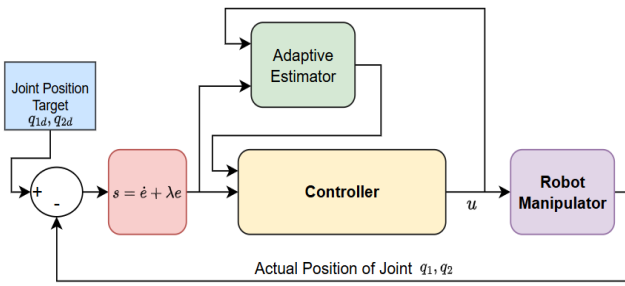 Joint Position
Target
q₁d, q₂d
Adaptive
Estimator
+
-
s = ė + λe
Controller
u
Robot
Manipulator
Actual Position of Joint q₁, q₂